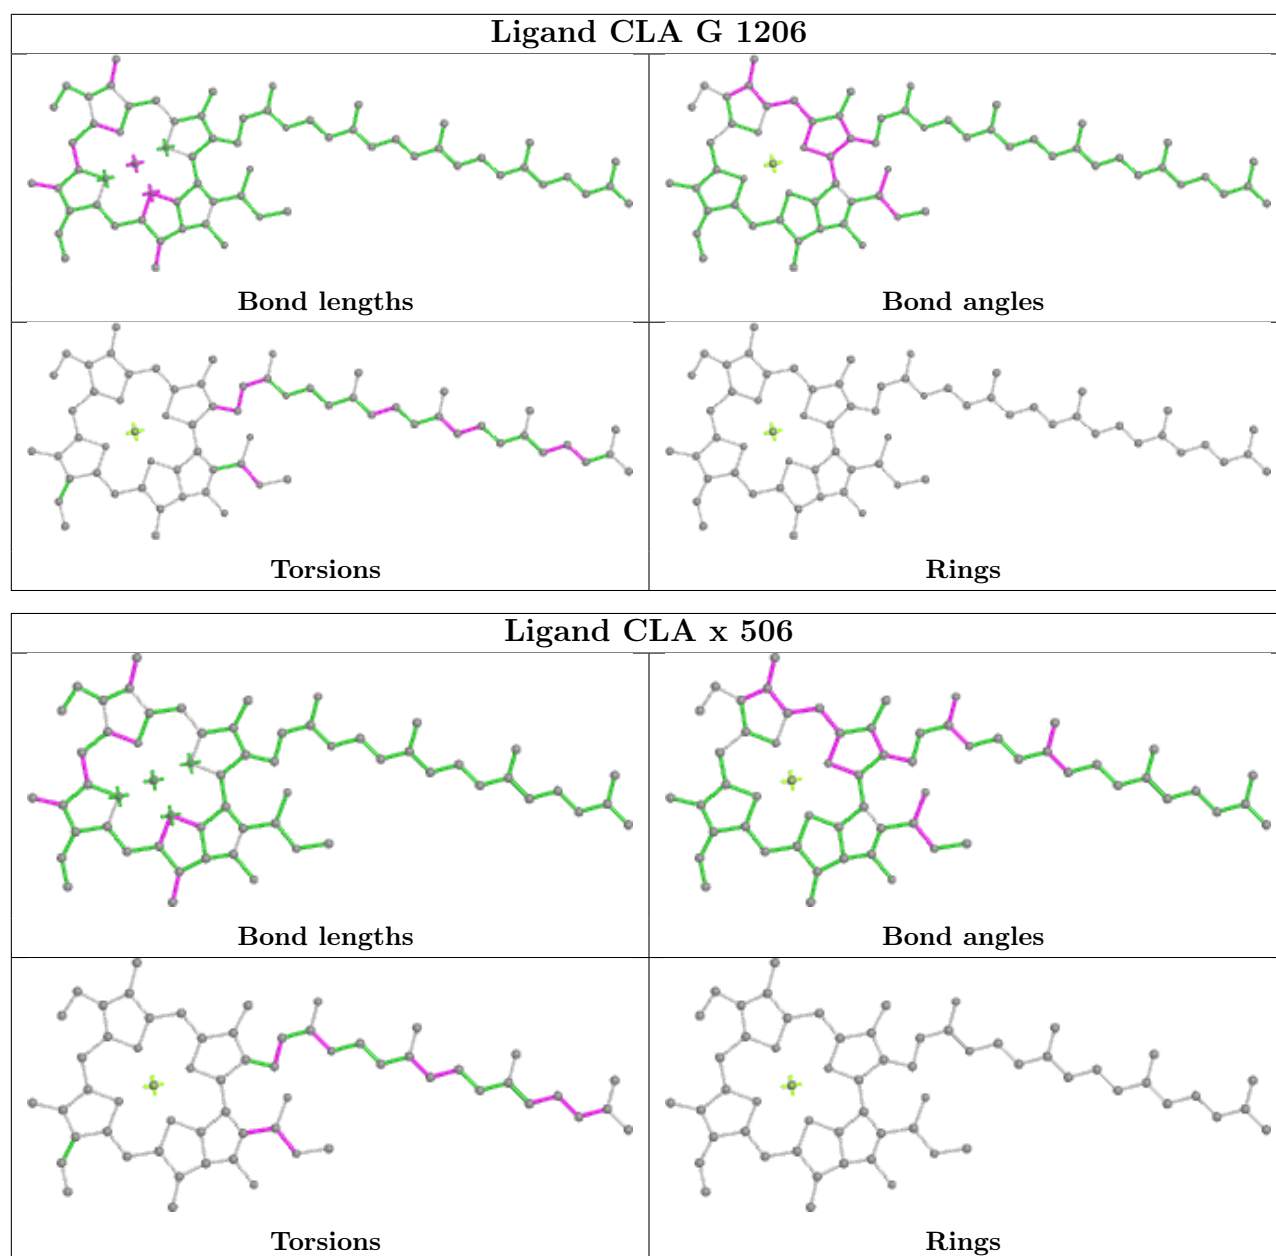 Ligand CLA G 1206
Bond lengths
Bond angles
Torsions
Rings
Ligand CLA x 506
Bond lengths
Bond angles
Torsions
Rings